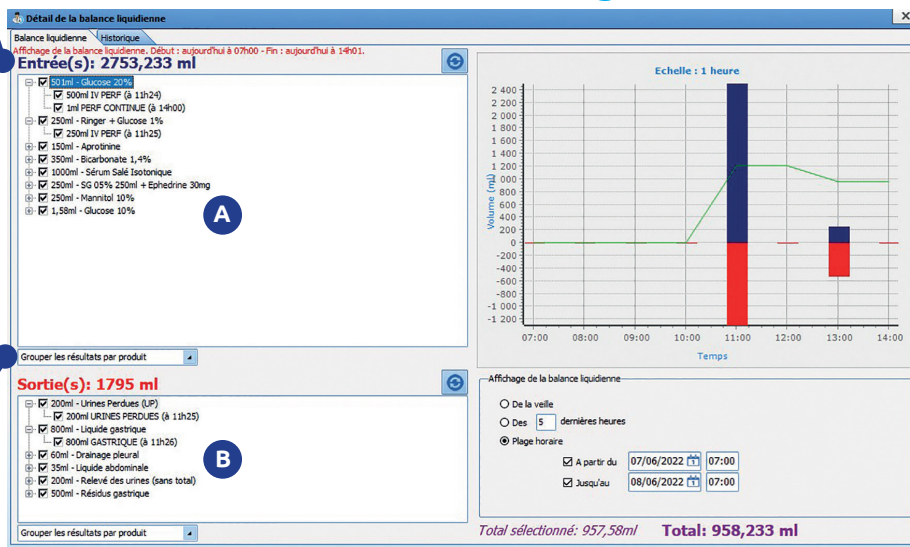 Détail de la balance liquidienne
Balance liquidienne Historique
Affichage de la balance liquidienne. Début : aujourd'hui à 07h00 - Fin : aujourd'hui à 14h01.
Entrée(s): 2753,233 ml
501ml - Glucose 20%
500ml IV PERF (à 11h24)
1ml PERF CONTINUE (à 14h00)
250ml - Ringer + Glucose 1%
250ml IV PERF (à 11h25)
150ml - Aprotinine
350ml - Bicarbonate 1,4%
1000ml - Sérum Salé Isotonique
250ml - SG 05% 250ml + Ephedrine 30mg
250ml - Mannitol 10%
1,58ml - Glucose 10%
A
Grouper les résultats par produit
Sortie(s): 1795 ml
200ml - Urines Perdues (UP)
200ml URINES PERDUES (à 11h25)
800ml - Liquide gastrique
800ml GASTRIQUE (à 11h26)
60ml - Drainage pleural
35ml - Liquide abdominale
200ml - Relevé des urines (sans total)
500ml - Résidus gastrique
B
Grouper les résultats par produit
Echelle : 1 heure
Volume (ml)
2 400
2 200
2 000
1 800
1 600
1 400
1 200
1 000
800
600
400
200
0
-200
-400
-600
-800
-1 000
-1 200
07:00 08:00 09:00 10:00 11:00 12:00 13:00 14:00
Temps
Affichage de la balance liquidienne
De la veille
Des 5 dernières heures
Plage horaire
A partir du 07/06/2022 07:00
Jusqu'au 08/06/2022 07:00
Total sélectionné: 957,58ml Total: 958,233 ml